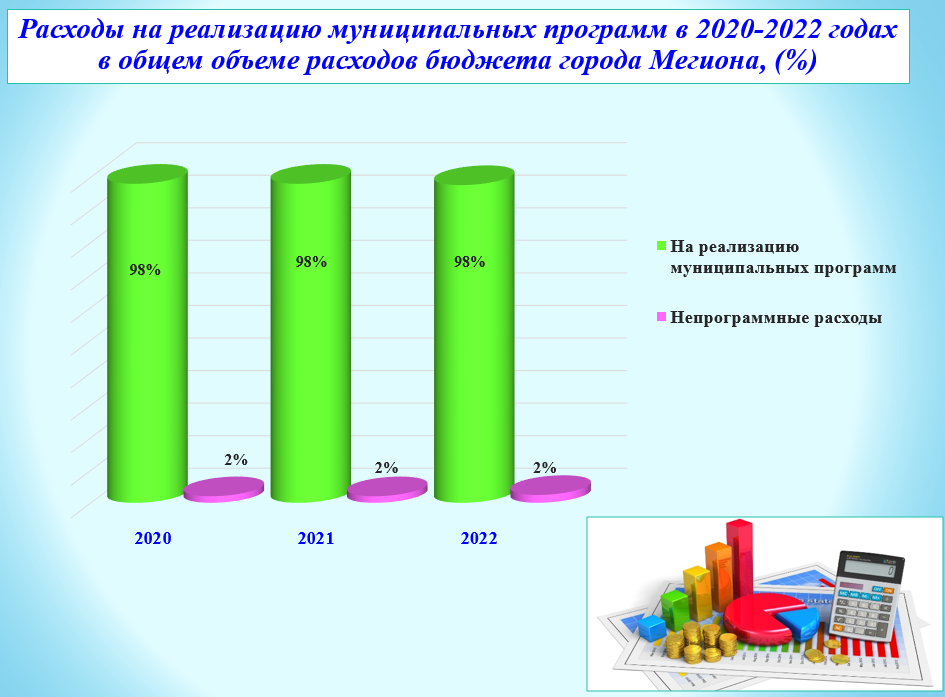 Расходы на реализацию муниципальных программ в 2020-2022 годах
в общем объеме расходов бюджета города Мегиона, (%)
98%
98%
98%
2%
2%
2%
2020
2021
2022
На реализацию
муниципальных программ
Непрограммные расходы